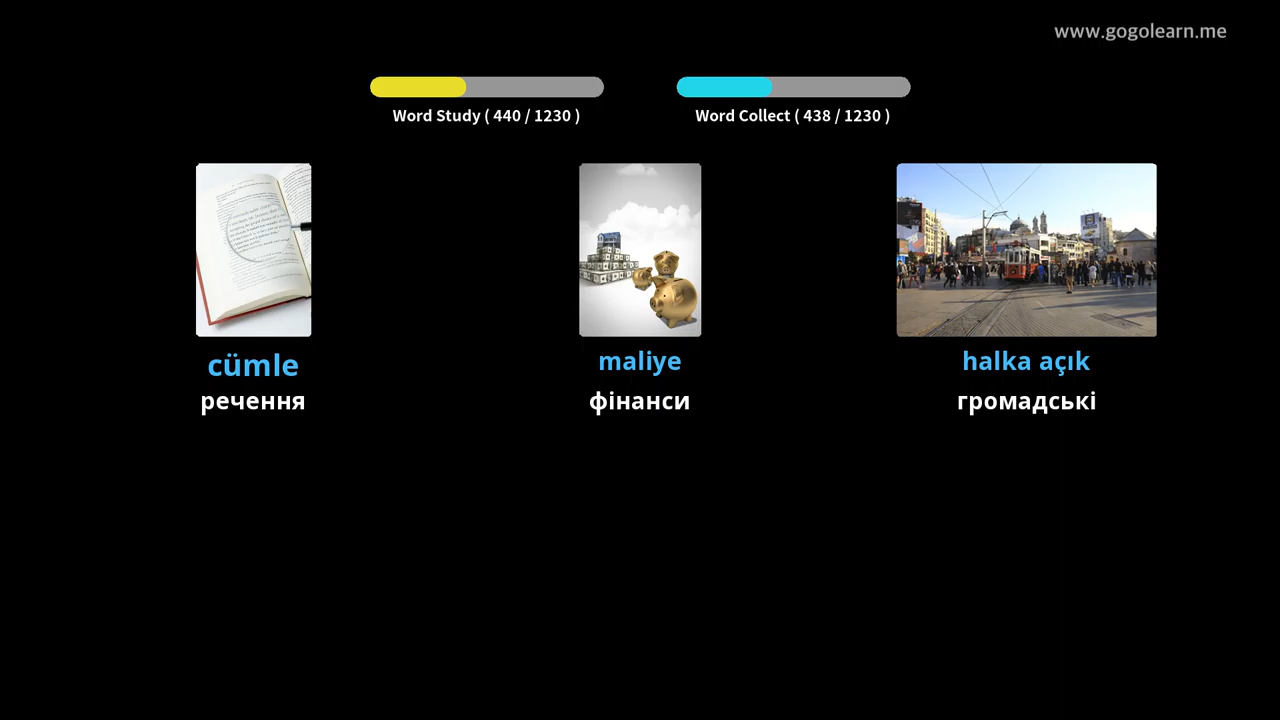 www.gogolearn.me
Word Study ( 440 / 1230 )
Word Collect ( 438 / 1230 )
cümle
речення
maliye
фінанси
halka açık
громадські